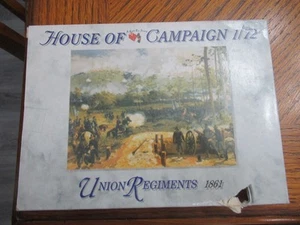 HOUSE OF CAMPAIGN 1/72
UNION REGIMENTS 1861